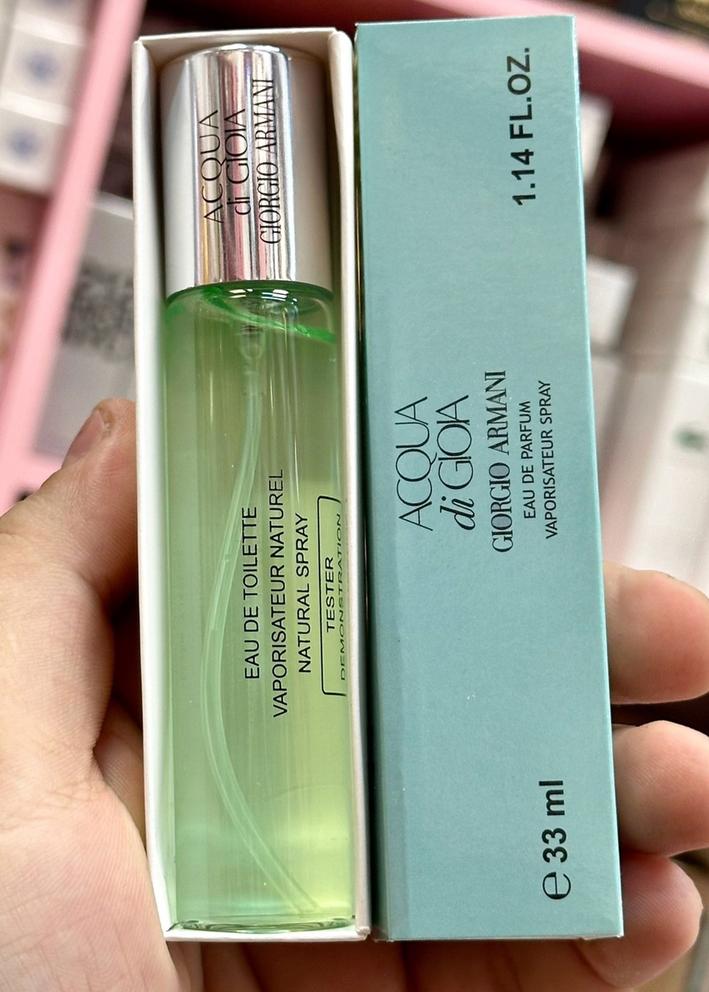 ACQUA
di GIOIA
GIORGIO ARMANI
EAU DE TOILETTE
VAPORISATEUR NATUREL
NATURAL SPRAY
TESTER
DEMONSTRATION
1.14 FL.OZ.
ACQUA
di GIOIA
GIORGIO ARMANI
EAU DE PARFUM
VAPORISATEUR SPRAY
e 33 ml